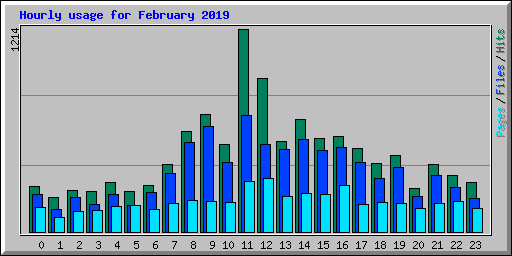 Hourly usage for February 2019
1214
Pages / Files / Hits
0 1 2 3 4 5 6 7 8 9 10 11 12 13 14 15 16 17 18 19 20 21 22 23